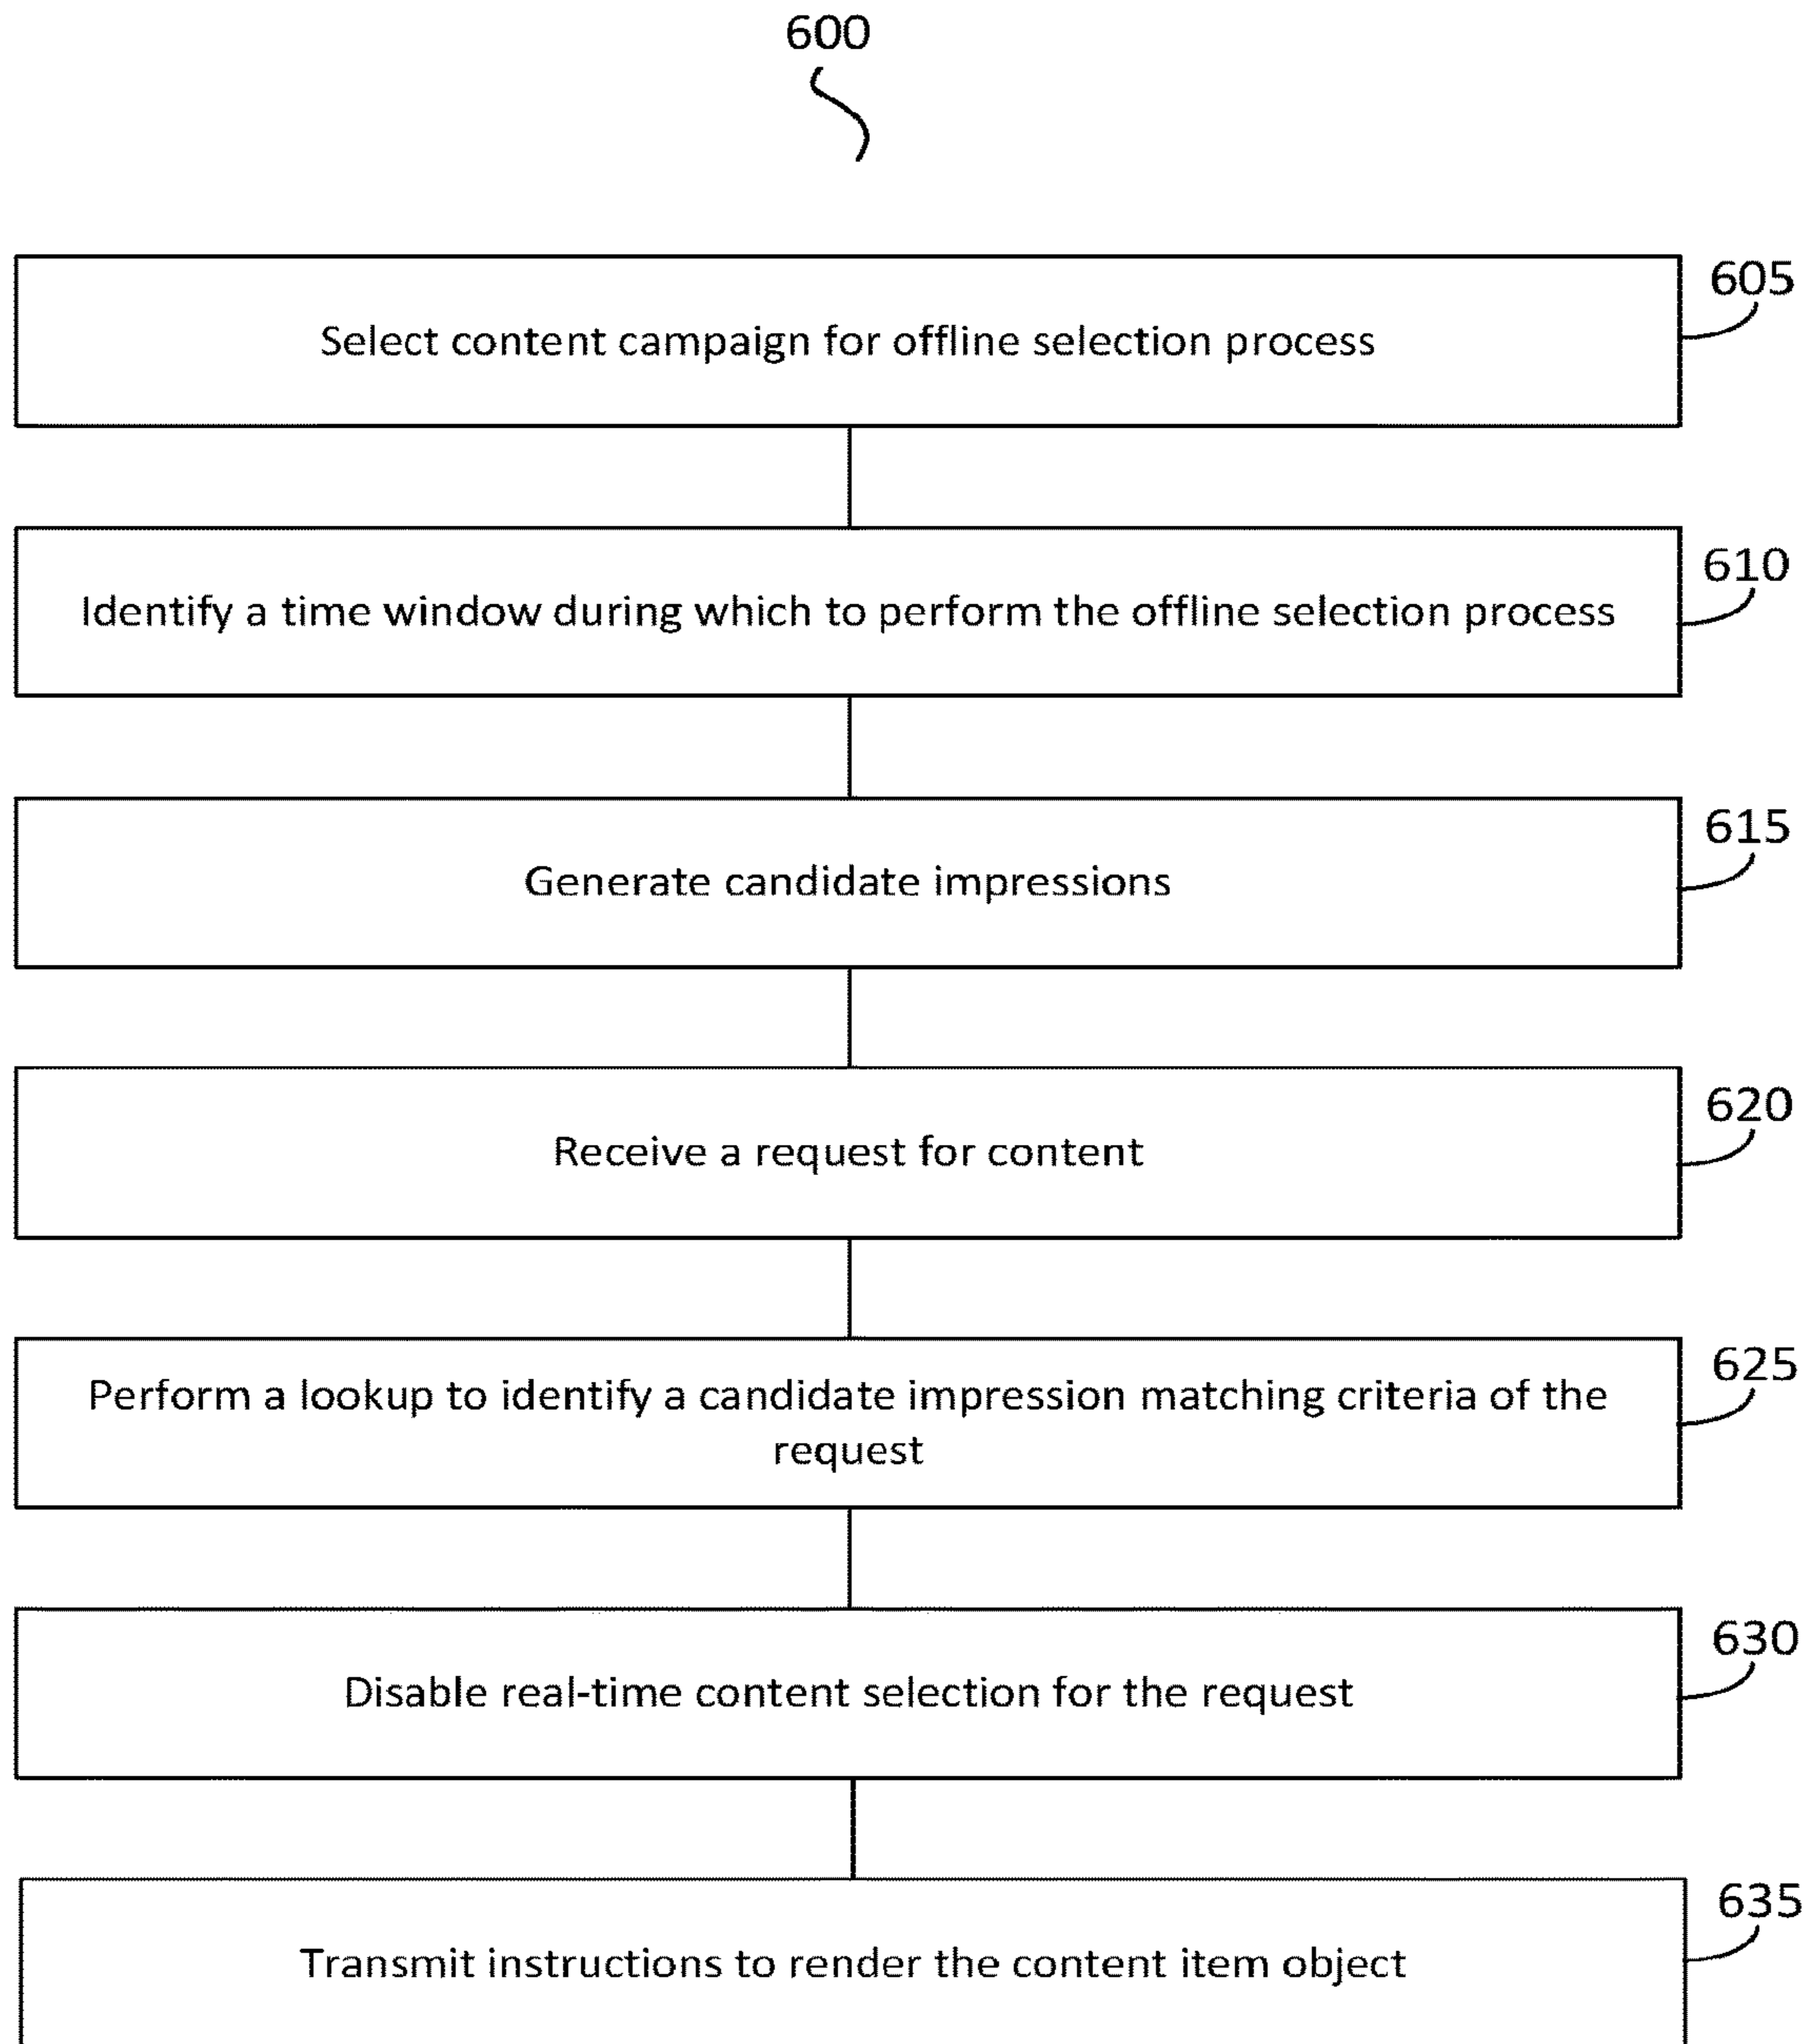 600
605
Select content campaign for offline selection process
610
Identify a time window during which to perform the offline selection process
615
Generate candidate impressions
620
Receive a request for content
625
Perform a lookup to identify a candidate impression matching criteria of the
request
630
Disable real-time content selection for the request
635
Transmit instructions to render the content item object